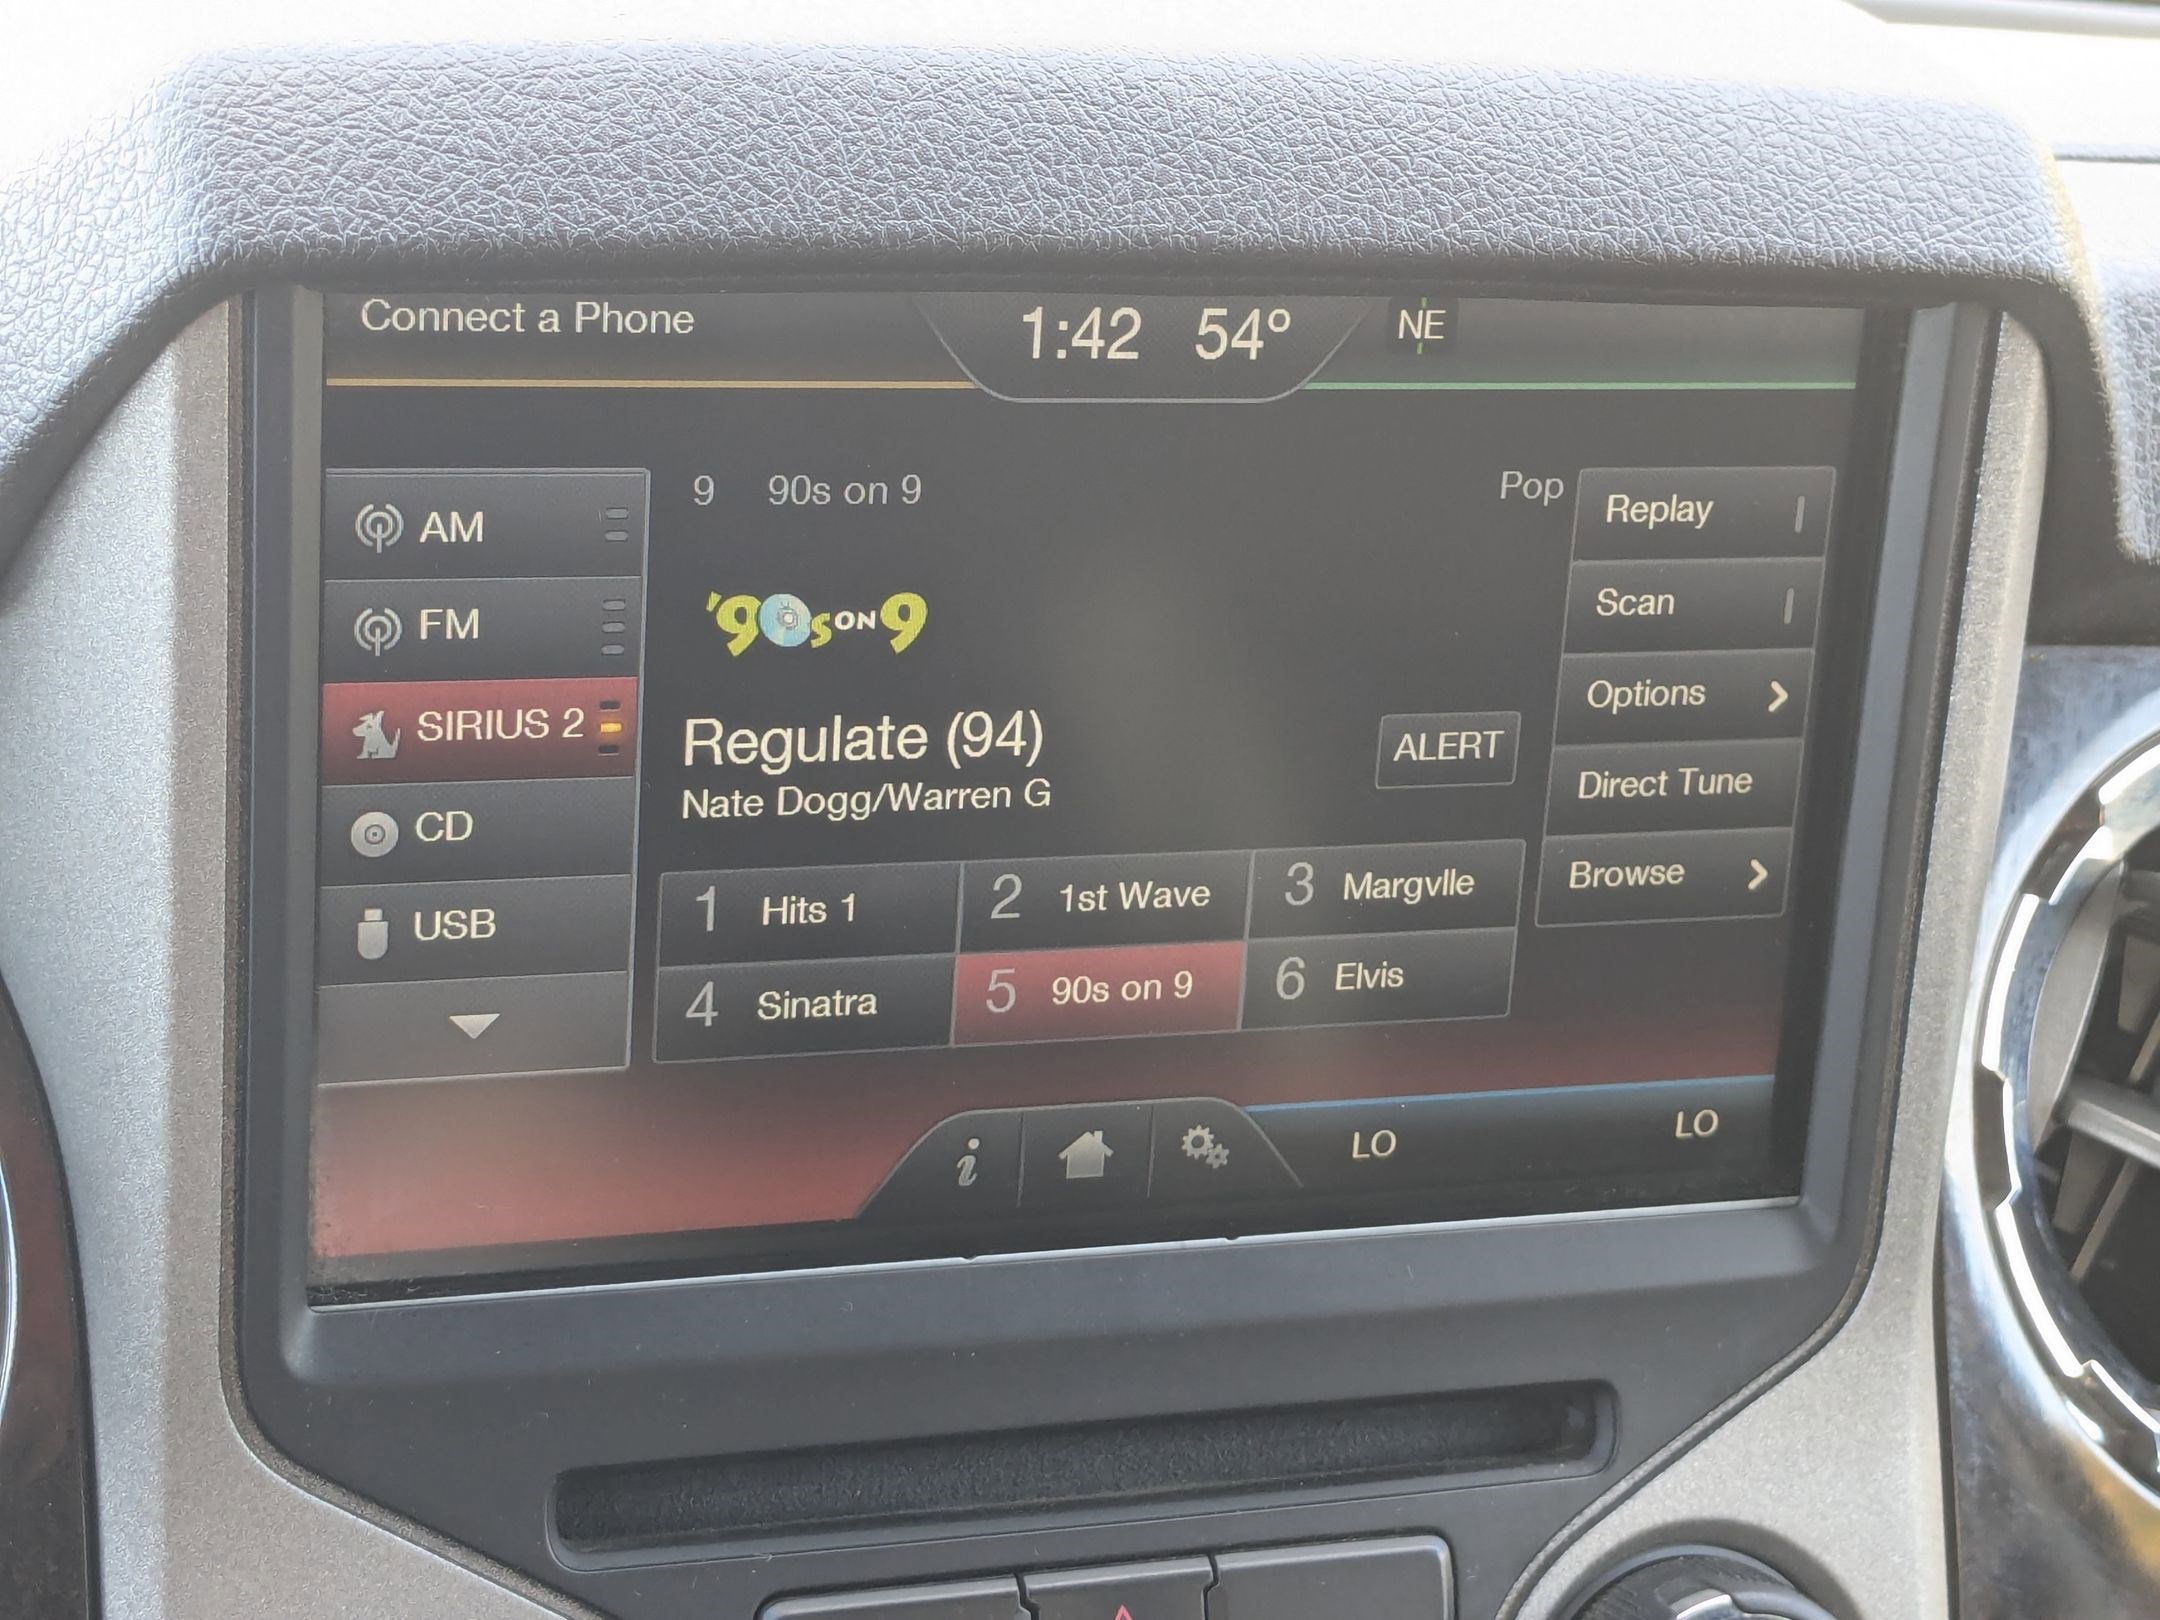 Connect a Phone
1:42 54°
NE
AM
FM
SIRIUS 2
CD
USB
9 90s on 9
Pop
'90s ON 9
Regulate (94)
Nate Dogg/Warren G
ALERT
1 Hits 1
2 1st Wave
3 Margvlle
4 Sinatra
5 90s on 9
6 Elvis
Replay
Scan
Options
Direct Tune
Browse
i
LO
LO